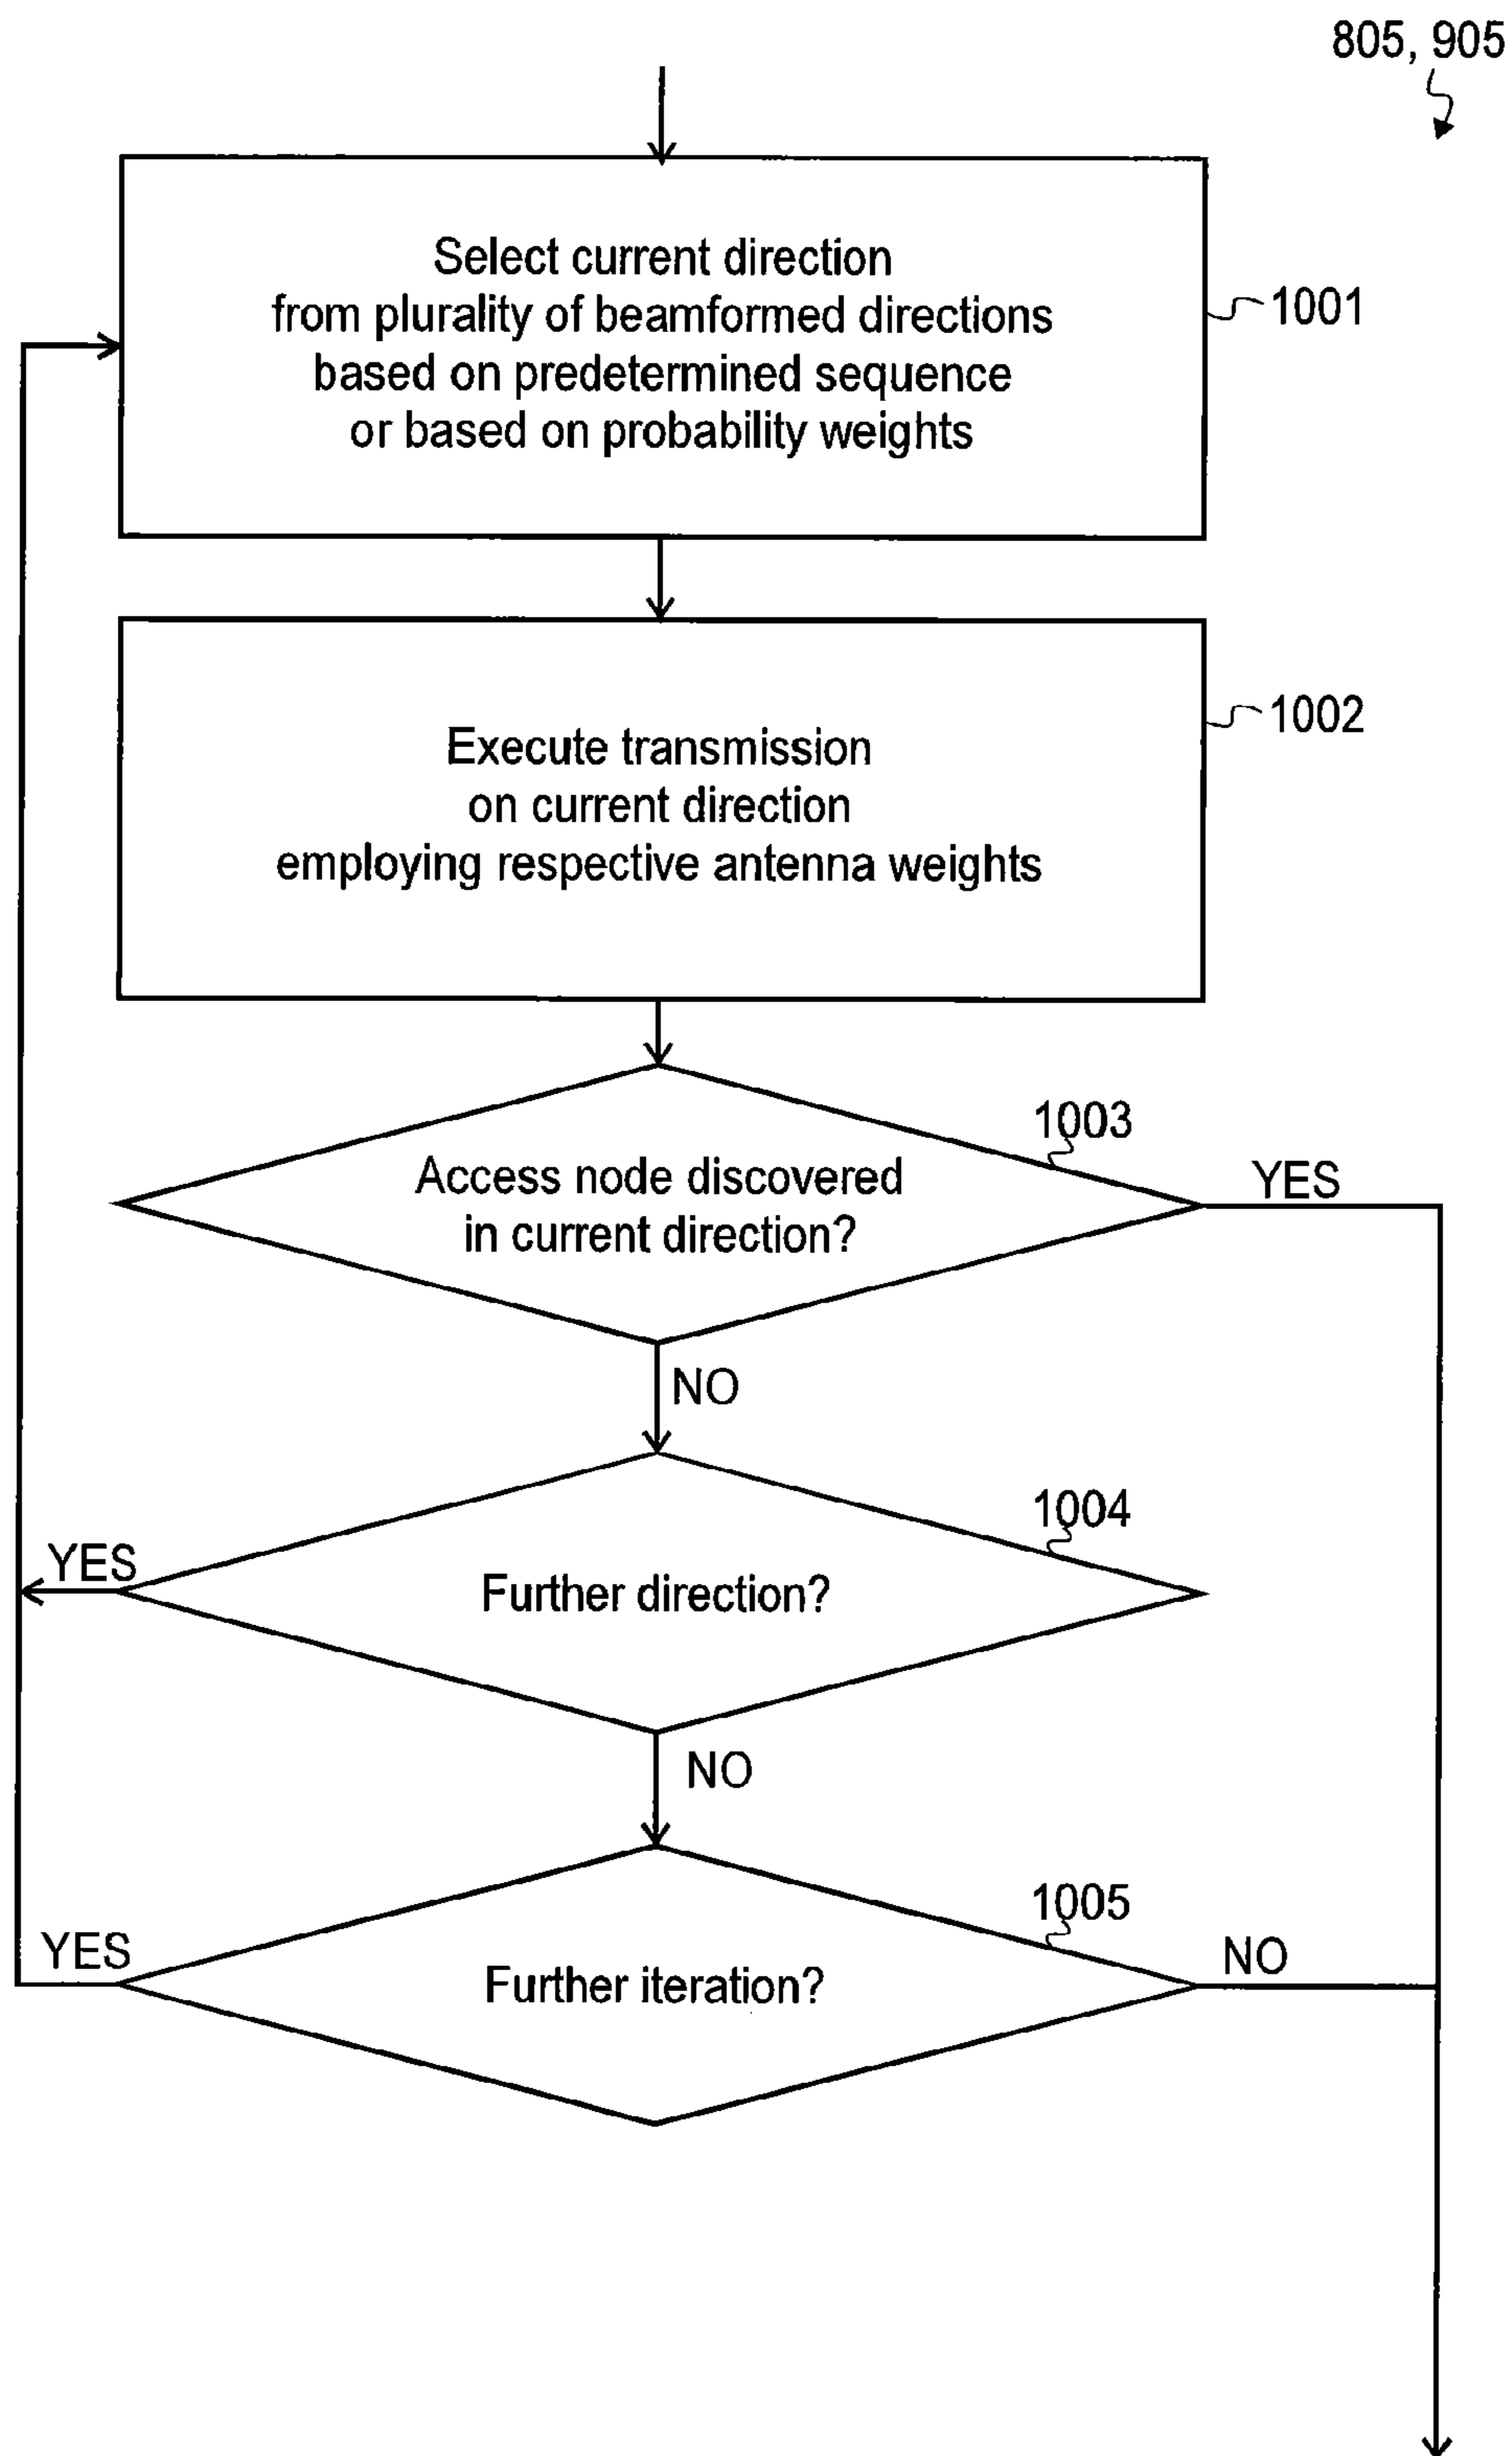 805, 905
Select current direction
from plurality of beamformed directions
based on predetermined sequence
or based on probability weights
1001
Execute transmission
on current direction
employing respective antenna weights
1002
1003
Access node discovered
in current direction?
YES
NO
1004
Further direction?
YES
NO
1005
Further iteration?
YES
NO